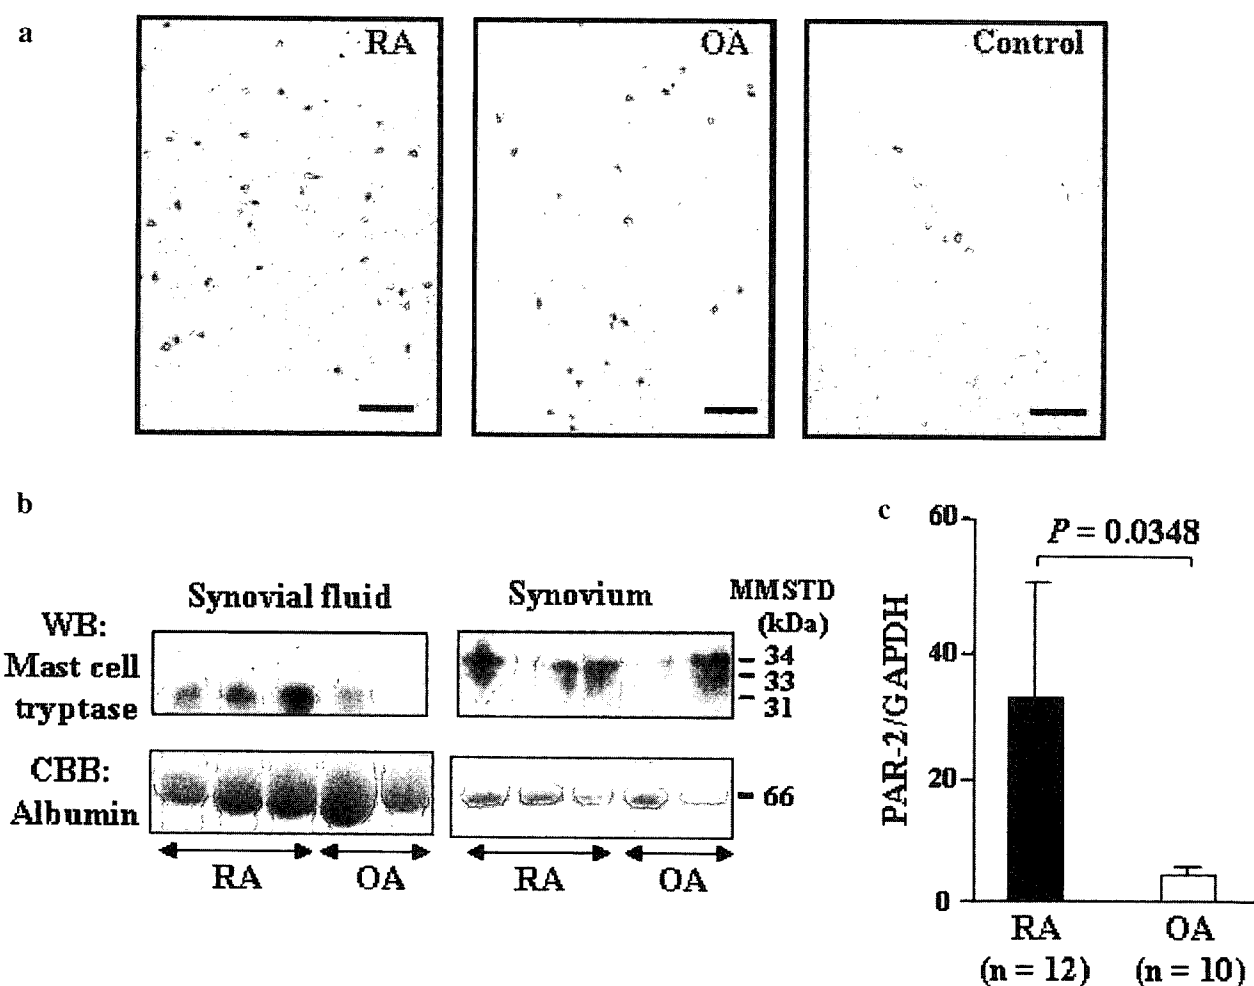 a
RA
OA
Control
b
Synovial fluid
Synovium
MMSTD
(kDa)
WB:
Mast cell
tryptase
34
33
31
CBB:
Albumin
66
RA
OA
RA
OA
c
P = 0.0348
PAR-2/GAPDH
60
40
20
0
RA
OA
(n = 12)
(n = 10)